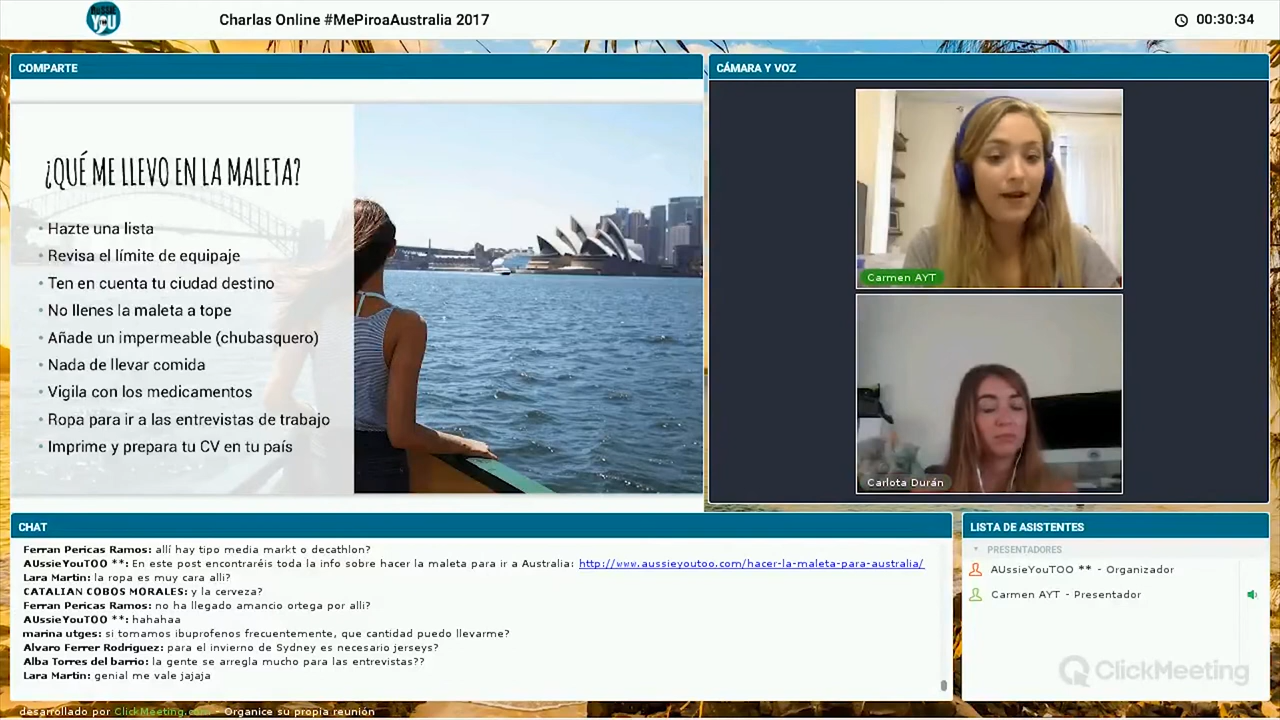 AUSSIE
YOU
TOO
Charlas Online #MePiroaAustralia 2017
00:30:34
COMPARTE
¿QUÉ ME LLEVO EN LA MALETA?
• Hazte una lista
• Revisa el límite de equipaje
• Ten en cuenta tu ciudad destino
• No llenes la maleta a tope
• Añade un impermeable (chubasquero)
• Nada de llevar comida
• Vigila con los medicamentos
• Ropa para ir a las entrevistas de trabajo
• Imprime y prepara tu CV en tu país
CÁMARA Y VOZ
Carmen AYT
Carlota Durán
CHAT
Ferran Pericas Ramos: allí hay tipo media markt o decathlon?
AUssieYouTOO **: En este post encontraréis toda la info sobre hacer la maleta para ir a Australia: http://www.aussieyoutoo.com/hacer-la-maleta-para-australia/
Lara Martin: la ropa es muy cara alli?
CATALIAN COBOS MORALES: y la cerveza?
Ferran Pericas Ramos: no ha llegado amancio ortega por alli?
AUssieYouTOO **: hahahaa
marina utges: si tomamos ibuprofenos frecuentemente, que cantidad puedo llevarme?
Alvaro Ferrer Rodriguez: para el invierno de Sydney es necesario jerseys?
Alba Torres del barrio: la gente se arregla mucho para las entrevistas??
Lara Martin: genial me vale jajaja
LISTA DE ASISTENTES
PRESENTADORES
AUssieYouTOO ** - Organizador
Carmen AYT - Presentador
ClickMeeting
desarrollado por ClickMeeting.com - Organice su propia reunión